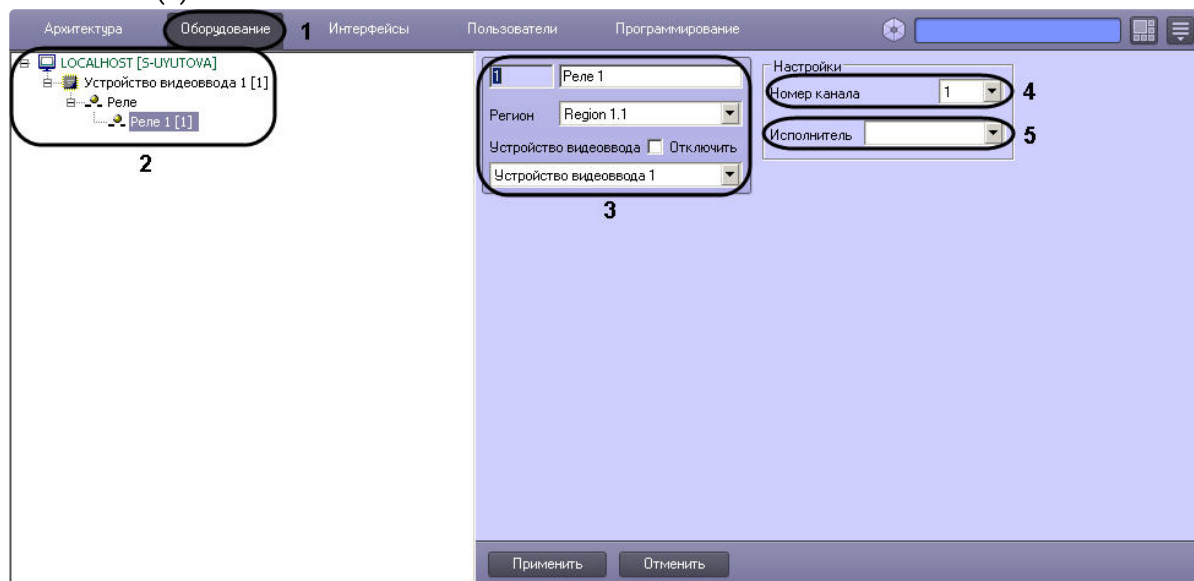 Архитектура Оборудование 1 Интерфейсы Пользователи Программирование
LOCALHOST [S-UYUTOVA]
Устройство видеоввода 1 [1]
Реле
Реле 1 [1]
2
1 Реле 1
Регион Region 1.1
Устройство видеоввода Отключить
Устройство видеоввода 1
3
Настройки
Номер канала 1 4
Исполнитель 5
Применить Отменить